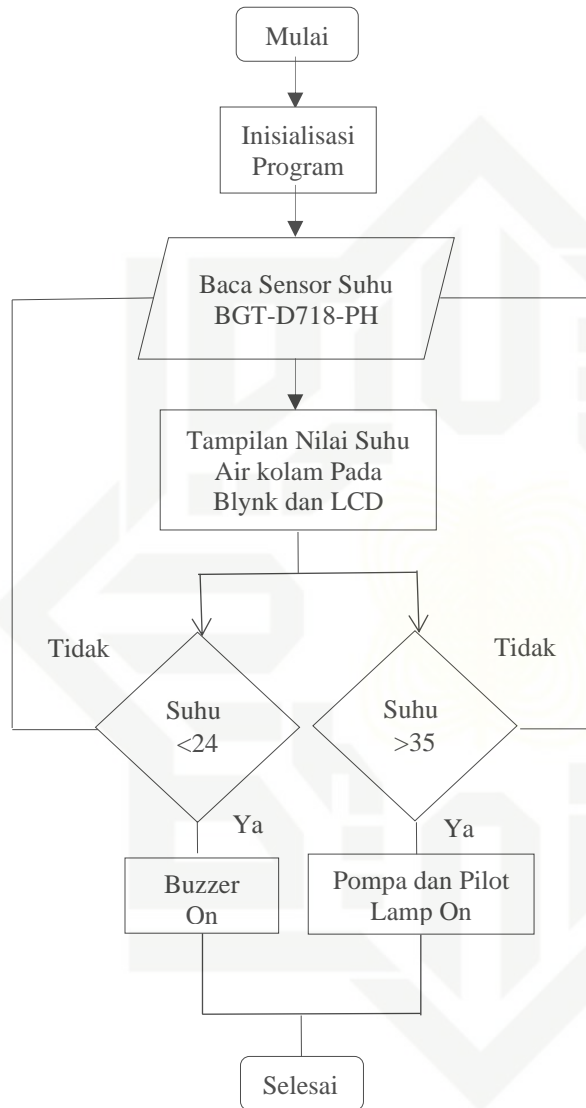 Mulai
Inisialisasi
Program
Baca Sensor Suhu
BGT-D718-PH
Tampilan Nilai Suhu
Air kolam Pada
Blynk dan LCD
Tidak
Tidak
Suhu
<24
Suhu
>35
Ya
Ya
Buzzer
On
Pompa dan Pilot
Lamp On
Selesai